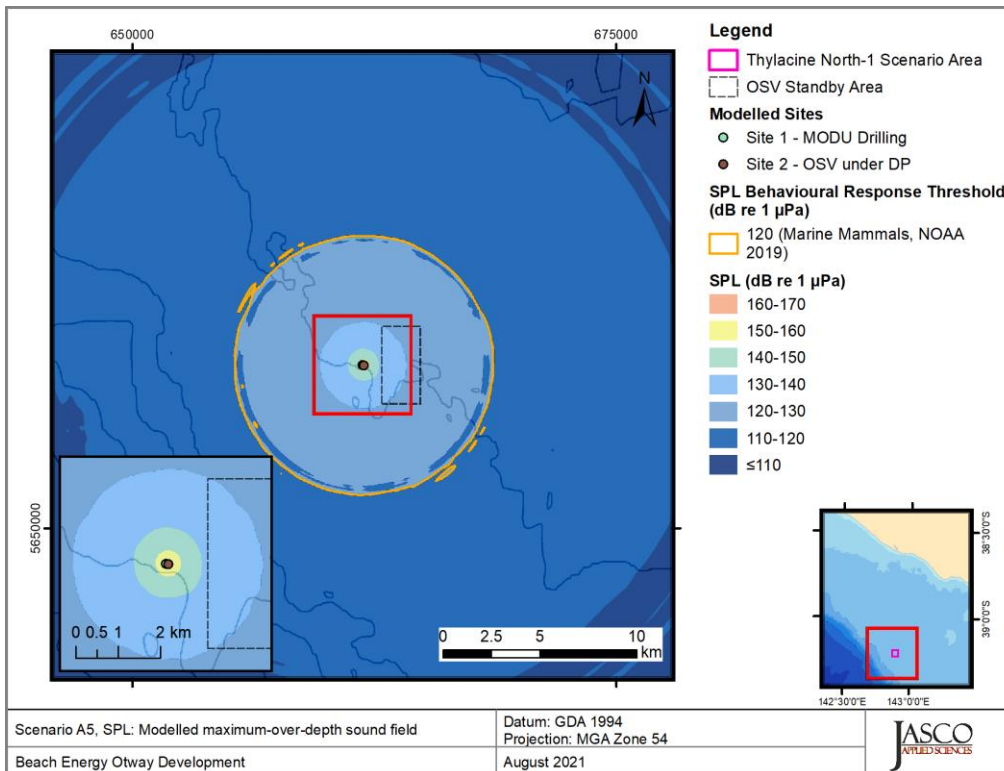 650000
675000
N
5650000
0 0.5 1 2 km
0 2.5 5 10
km
Legend
Thylacine North-1 Scenario Area
OSV Standby Area
Modelled Sites
Site 1 - MODU Drilling
Site 2 - OSV under DP
SPL Behavioural Response Threshold
(dB re 1 µPa)
120 (Marine Mammals, NOAA
2019)
SPL (dB re 1 µPa)
160-170
150-160
140-150
130-140
120-130
110-120
≤110
38°30'0"S
39°0'0"S
142°30'0"E
143°0'0"E
Scenario A5, SPL: Modelled maximum-over-depth sound field
Datum: GDA 1994
Projection: MGA Zone 54
Beach Energy Otway Development
August 2021
JASCO
APPLIED SCIENCES